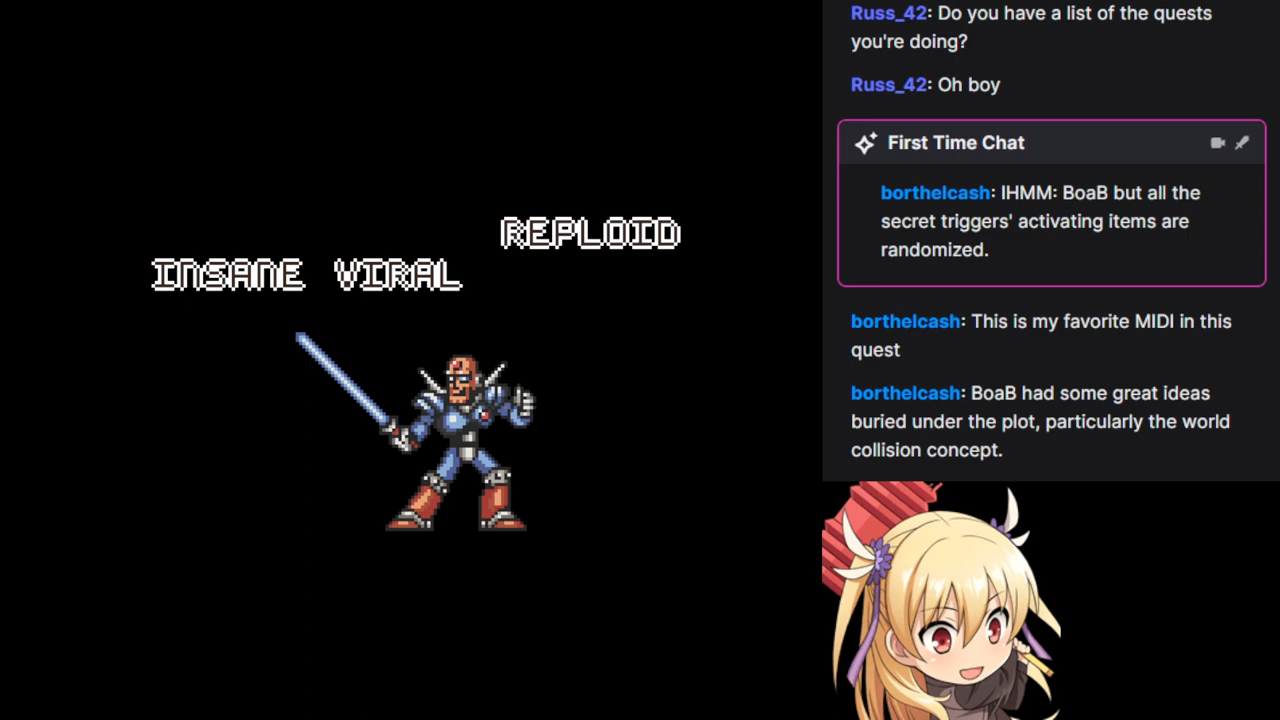 REPLOID
INSANE VIRAL
Russ_42: Do you have a list of the quests
you're doing?
Russ_42: Oh boy
First Time Chat
borthelcash: IHMM: BoaB but all the
secret triggers' activating items are
randomized.
borthelcash: This is my favorite MIDI in this
quest
borthelcash: BoaB had some great ideas
buried under the plot, particularly the world
collision concept.